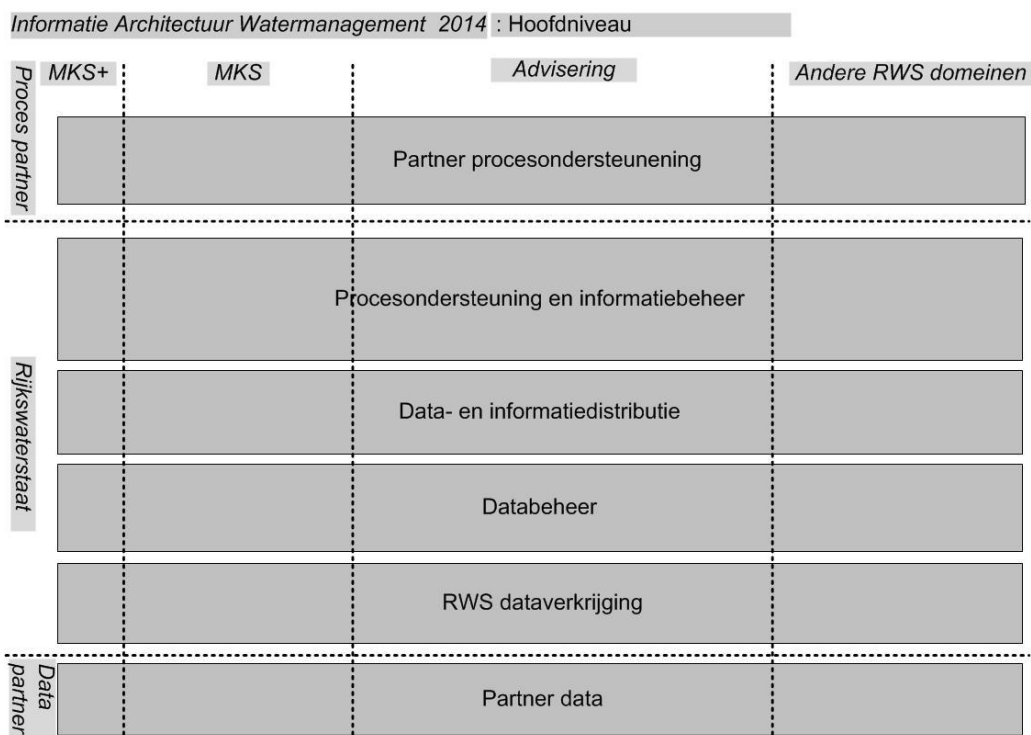 Informatie Architectuur Watermanagement 2014 : Hoofdniveau
MKS+
MKS
Advisering
Andere RWS domeinen
Proces partner
Partner procesondersteunening
Rijkswaterstaat
Procesondersteuning en informatiebeheer
Data- en informatiedistributie
Databeheer
RWS dataverkrijging
Data
partner
Partner data